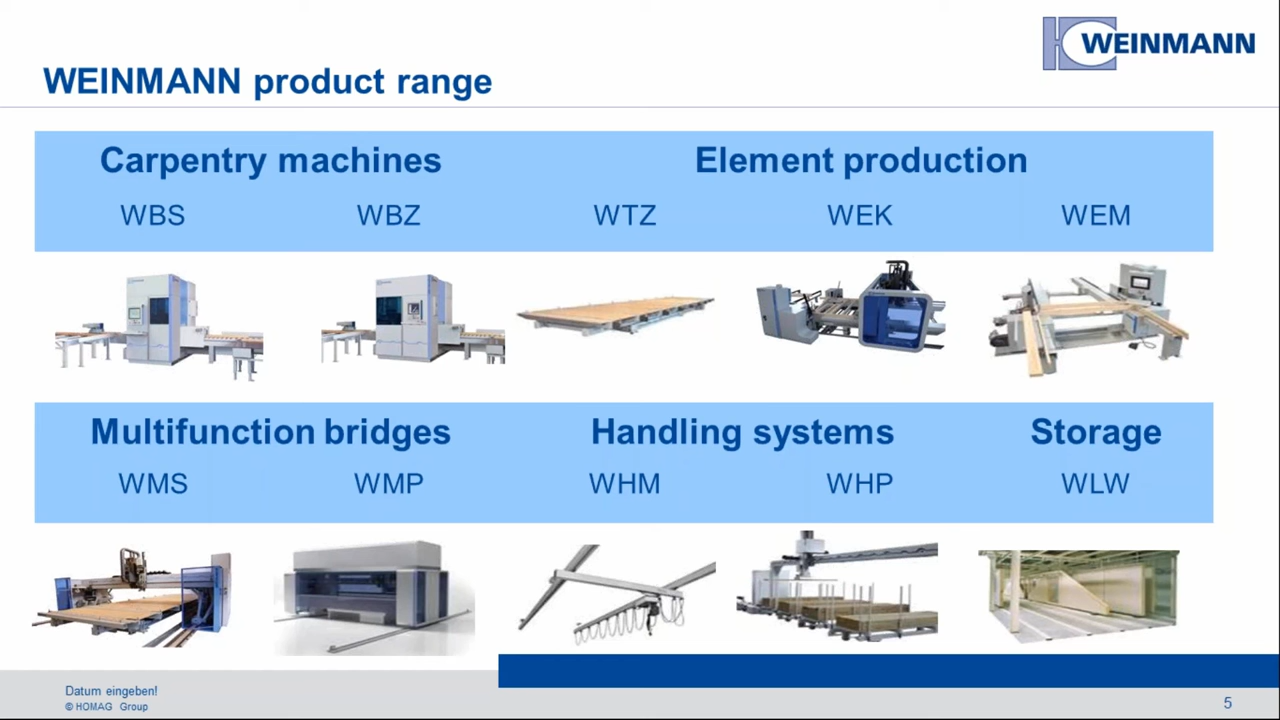 WEINMANN
WEINMANN product range
Carpentry machines Element production
WBS WBZ WTZ WEK WEM
Multifunction bridges Handling systems Storage
WMS WMP WHM WHP WLW
Datum eingeben!
© HOMAG Group
5